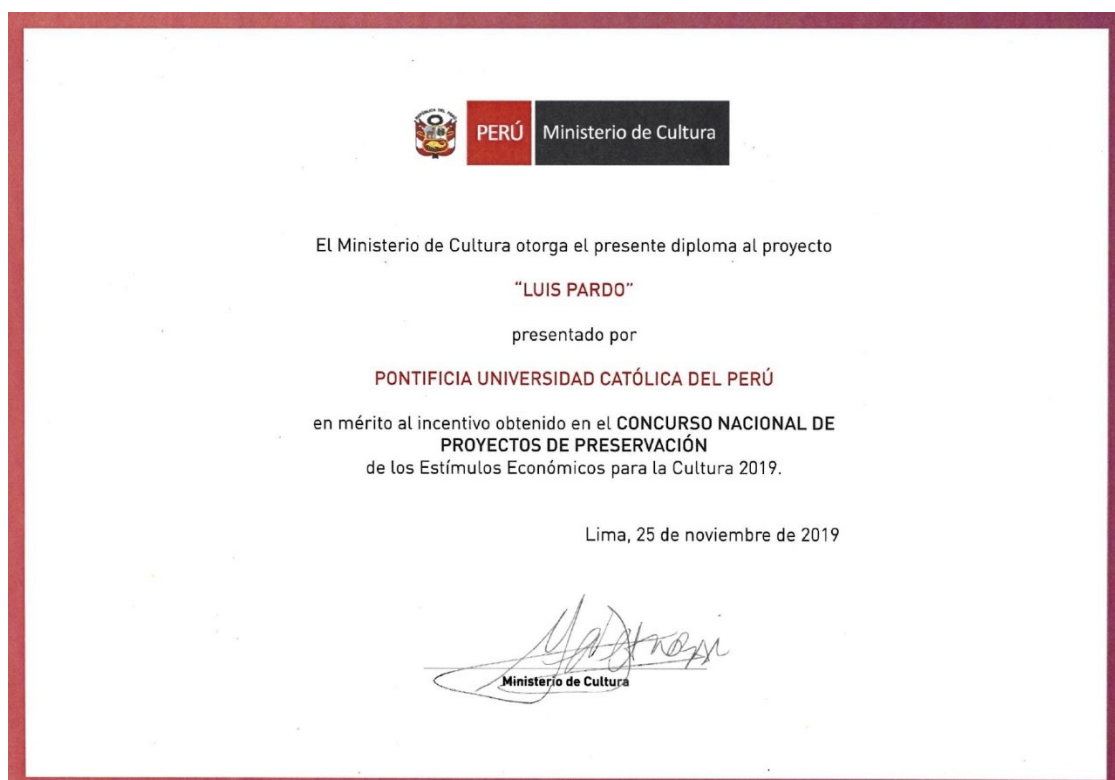 PERÚ Ministerio de Cultura
El Ministerio de Cultura otorga el presente diploma al proyecto
“LUIS PARDO”
presentado por
PONTIFICIA UNIVERSIDAD CATÓLICA DEL PERÚ
en mérito al incentivo obtenido en el CONCURSO NACIONAL DE
PROYECTOS DE PRESERVACIÓN
de los Estímulos Económicos para la Cultura 2019.
Lima, 25 de noviembre de 2019
Ministerio de Cultura